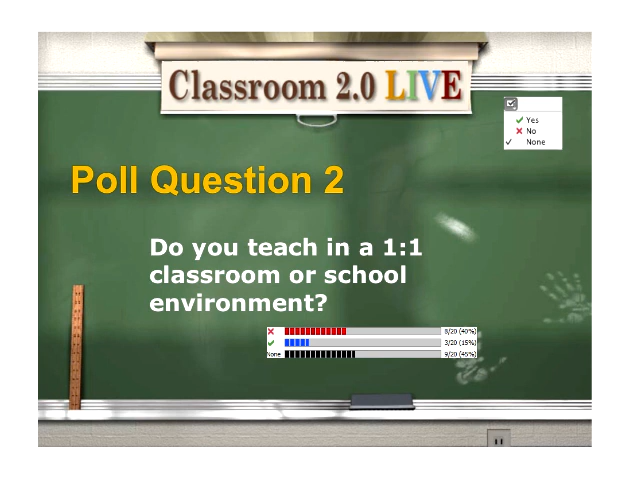 Classroom 2.0 LIVE
Yes
No
None
Poll Question 2
Do you teach in a 1:1
classroom or school
environment?
8/20 (40%)
3/20 (15%)
None 9/20 (45%)